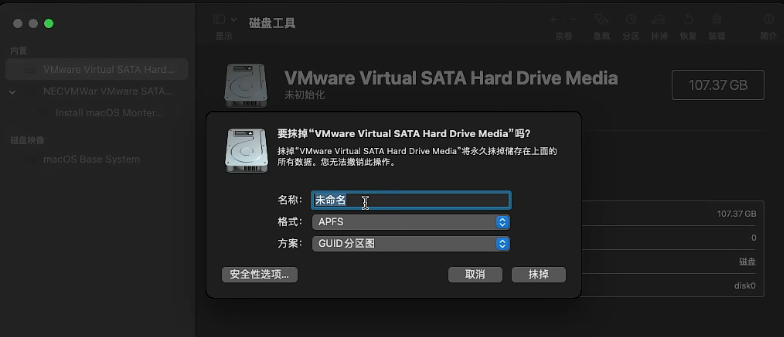 磁盘工具
显示
宗卷
急救
分区
抹掉
恢复
装载
简介
内置
VMware Virtual SATA Hard...
NECVMWar VMware SATA...
Install macOS Monter...
磁盘映像
macOS Base System
VMware Virtual SATA Hard Drive Media
未初始化
107.37 GB
要抹掉“VMware Virtual SATA Hard Drive Media”吗?
抹掉“VMware Virtual SATA Hard Drive Media”将永久抹掉储存在上面的
所有数据。您无法撤销此操作。
名称：
未命名
格式：
APFS
方案：
GUID分区图
安全性选项...
取消
抹掉
107.37 GB
0
磁盘
disk0